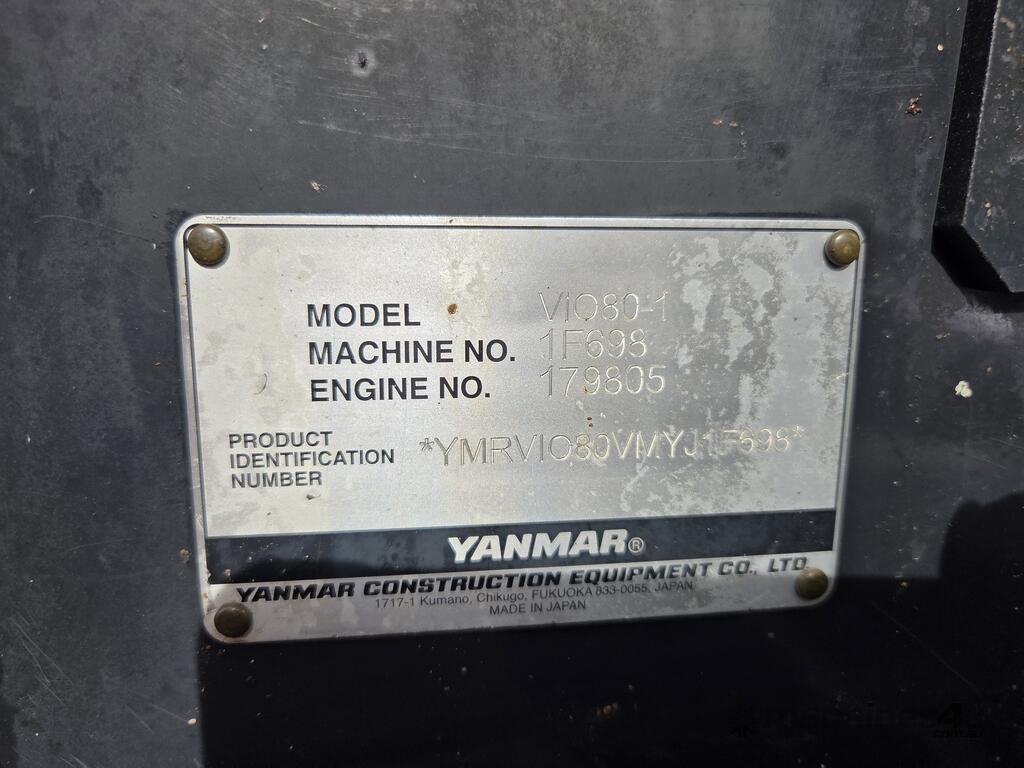 MODEL ViO80-1
MACHINE NO. 1F698
ENGINE NO. 179805
PRODUCT
IDENTIFICATION *YMRVIO80VMYJ1F698*
NUMBER
YANMAR®
YANMAR CONSTRUCTION EQUIPMENT CO., LTD
1717-1 Kumano, Chikugo, FUKUOKA 833-0055, JAPAN
MADE IN JAPAN